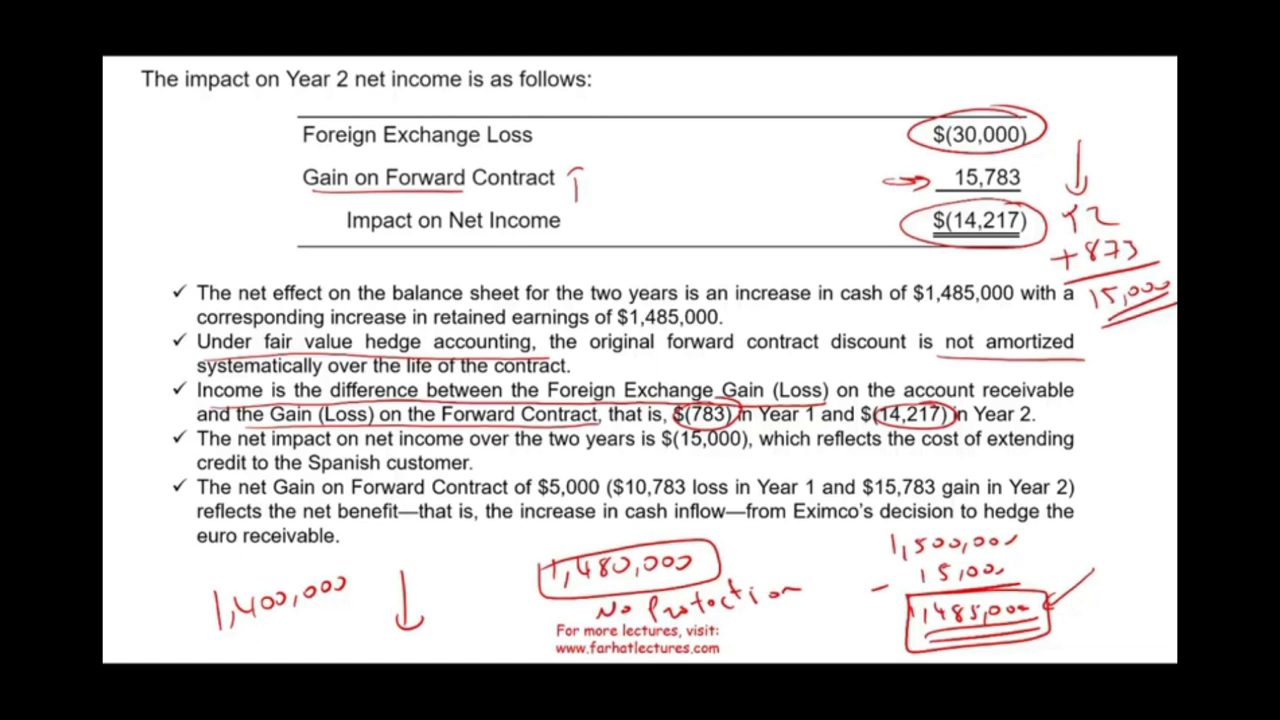 The impact on Year 2 net income is as follows:
Foreign Exchange Loss $(30,000)
Gain on Forward Contract 15,783
Impact on Net Income $(14,217)
Y2
+873
15,000
✓ The net effect on the balance sheet for the two years is an increase in cash of $1,485,000 with a
corresponding increase in retained earnings of $1,485,000.
✓ Under fair value hedge accounting, the original forward contract discount is not amortized
systematically over the life of the contract.
✓ Income is the difference between the Foreign Exchange Gain (Loss) on the account receivable
and the Gain (Loss) on the Forward Contract, that is, $(783) in Year 1 and $(14,217) in Year 2.
✓ The net impact on net income over the two years is $(15,000), which reflects the cost of extending
credit to the Spanish customer.
✓ The net Gain on Forward Contract of $5,000 ($10,783 loss in Year 1 and $15,783 gain in Year 2)
reflects the net benefit—that is, the increase in cash inflow—from Eximco's decision to hedge the
euro receivable.
1,400,000
1,480,000
No Protection
1,500,000
- 15,000
1,485,000
For more lectures, visit:
www.farhatlectures.com